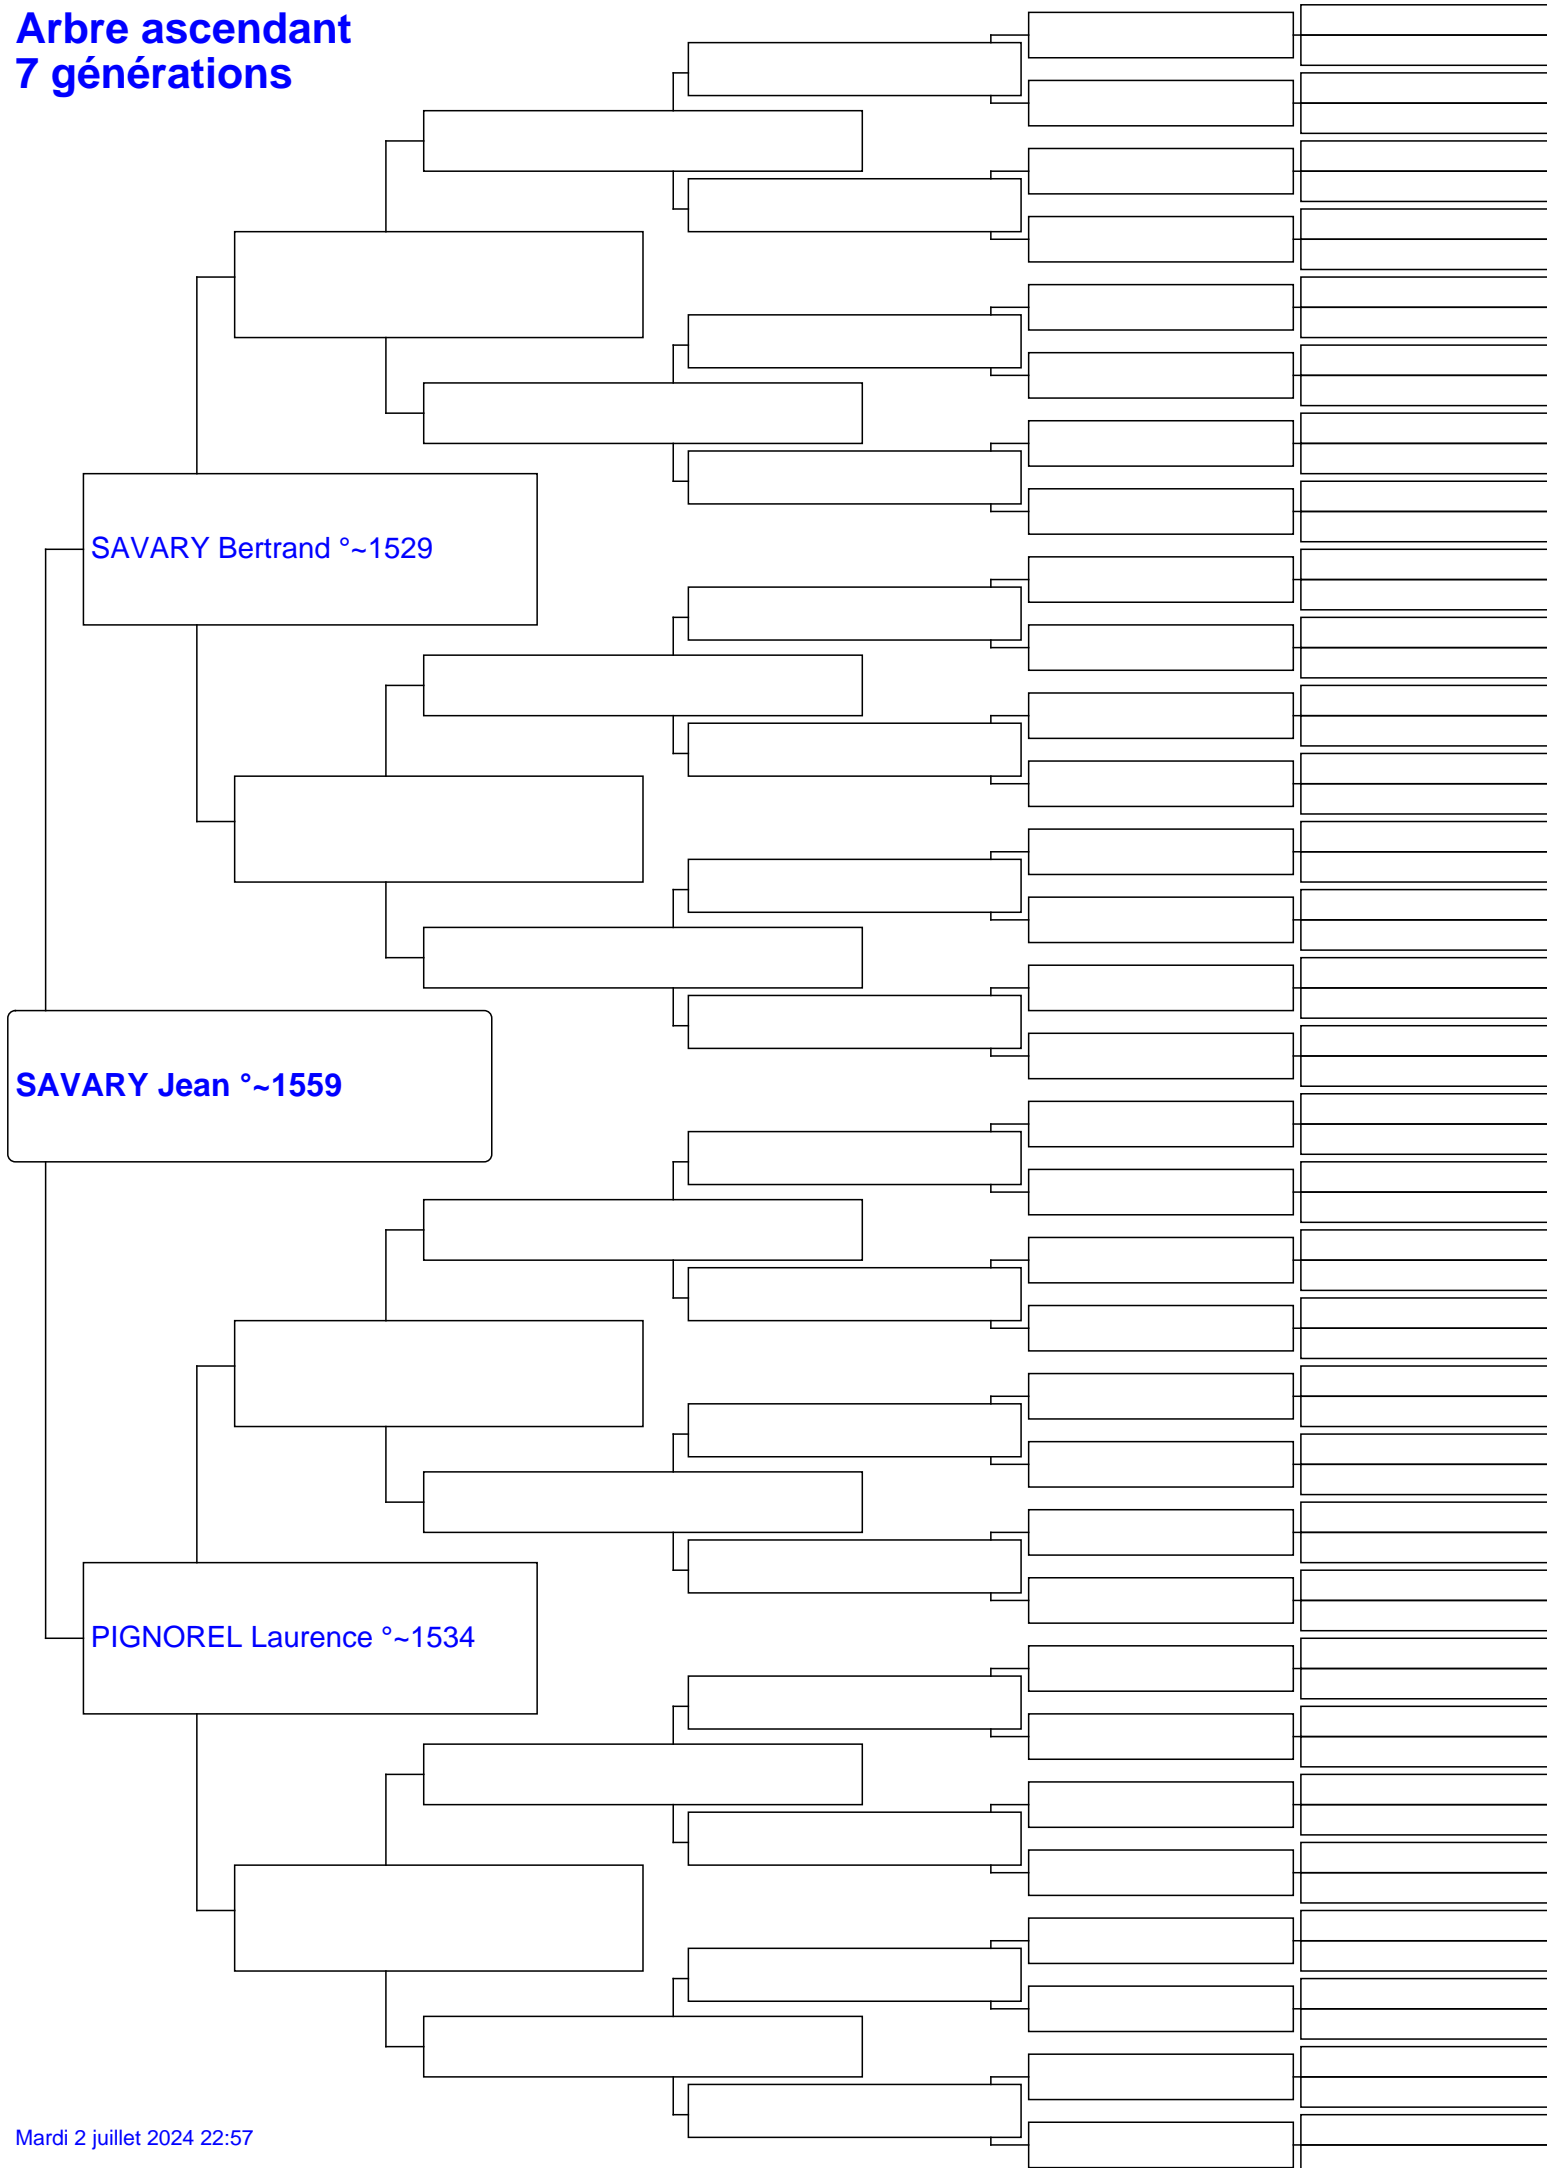 Arbre ascendant
7 générations
SAVARY Bertrand °~1529
SAVARY Jean °~1559
PIGNOREL Laurence °~1534
Mardi 2 juillet 2024 22:57